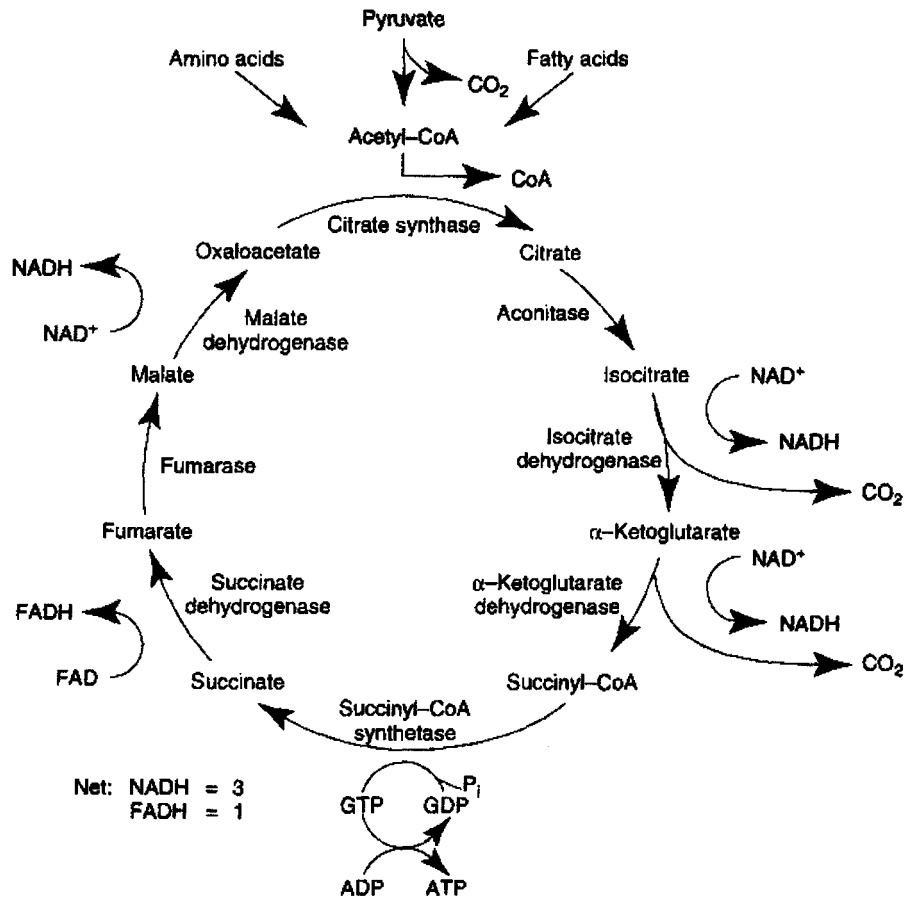 Pyruvate
Amino acids
Fatty acids
CO₂
Acetyl–CoA
CoA
Citrate synthase
Oxaloacetate
Citrate
NADH
NAD⁺
Malate
dehydrogenase
Aconitase
Malate
Isocitrate
NAD⁺
NADH
Isocitrate
dehydrogenase
CO₂
Fumarase
Fumarate
α–Ketoglutarate
NAD⁺
NADH
Succinate
dehydrogenase
α–Ketoglutarate
dehydrogenase
CO₂
FADH
FAD
Succinate
Succinyl–CoA
Succinyl–CoA
synthetase
Net: NADH = 3
FADH = 1
Pᵢ
GTP
GDP
ADP
ATP